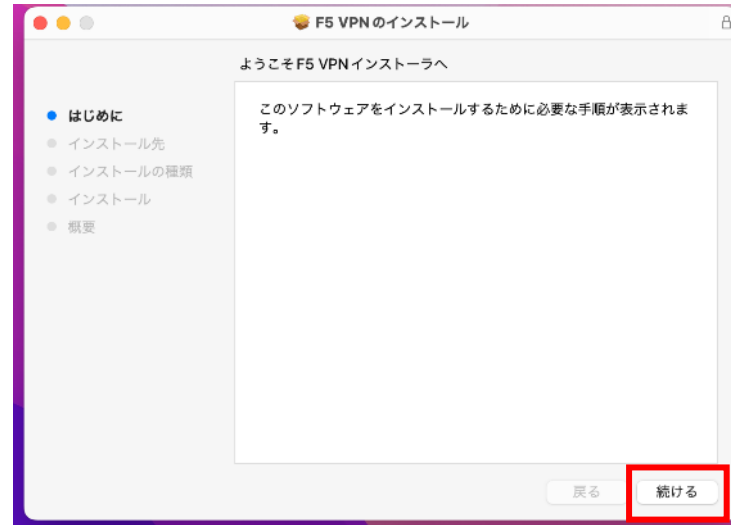 F5 VPNのインストール
ようこそF5 VPNインストーラへ
はじめに
インストール先
インストールの種類
インストール
概要
このソフトウェアをインストールするために必要な手順が表示されま
す。
戻る
続ける